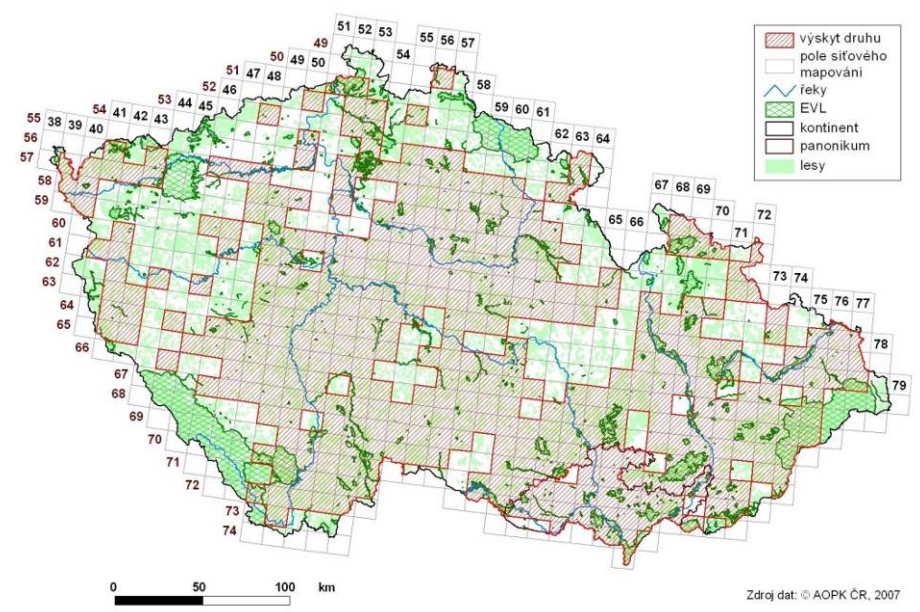 51 52 53
55 56 57
49
54
50 49 50
58
51 47 48
52 46
59 60 61
53 44 45
54 41 42 43
62 63 64
55 38 39 40
56
57
58
59
60
61
62
63
64
65
66
67
68
69
70
71
72
73
74
65 66
67 68 69
70
71
72
73 74
75 76 77
78
79
výskyt druhu
pole síťového
mapování
řeky
EVL
kontinent
panonikum
lesy
0 50 100 km
Zdroj dat: © AOPK ČR, 2007